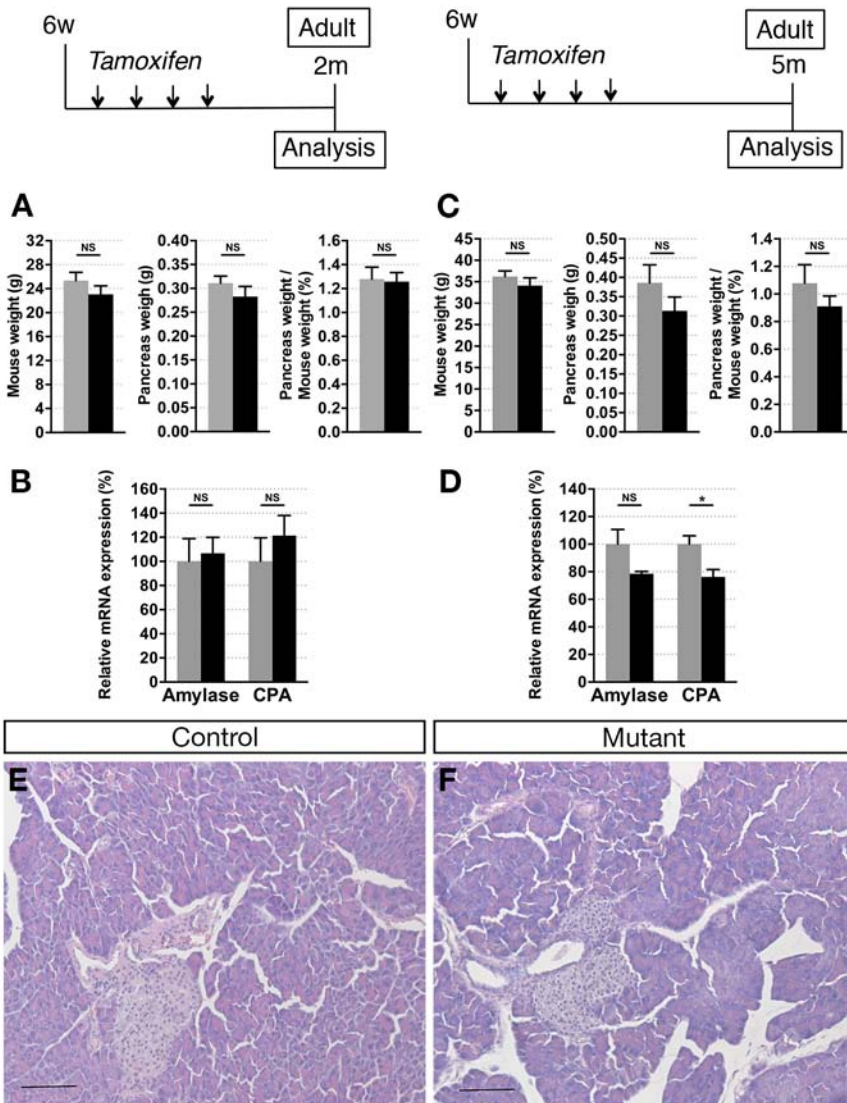 6w
Tamoxifen
Adult
2m
Analysis
6w
Tamoxifen
Adult
5m
Analysis
A
Mouse weight (g)
32
28
24
20
16
12
8
4
0
NS
Pancreas weigh (g)
0.40
0.35
0.30
0.25
0.20
0.15
0.10
0.05
0.00
NS
Pancreas weight /
Mouse weight (%)
1.6
1.4
1.2
1.0
0.8
0.6
0.4
0.2
0.0
NS
C
Mouse weight (g)
45
40
35
30
25
20
15
10
5
0
NS
Pancreas weigh (g)
0.50
0.45
0.40
0.35
0.30
0.25
0.20
0.15
0.10
0.05
0.00
NS
Pancreas weight /
Mouse weight (%)
1.4
1.2
1.0
0.8
0.6
0.4
0.2
0.0
NS
B
Relative mRNA expression (%)
160
140
120
100
80
60
40
20
0
NS
NS
Amylase CPA
D
Relative mRNA expression (%)
140
120
100
80
60
40
20
0
NS
*
Amylase CPA
Control
Mutant
E
F